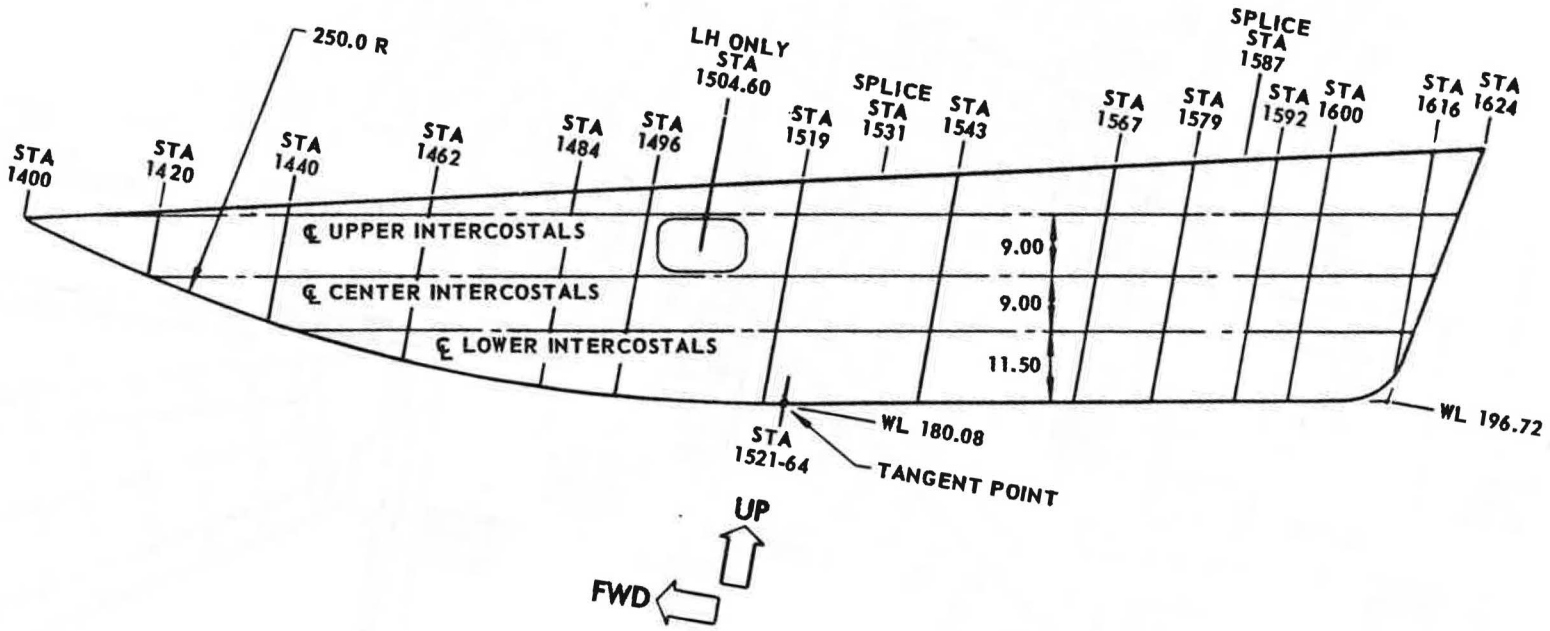 250.0 R
LH ONLY
STA
1504.60
SPLICE
STA
1587
STA
1400
STA
1420
STA
1440
STA
1462
STA
1484
STA
1496
STA
1519
SPLICE
STA
1531
STA
1543
STA
1567
STA
1579
STA
1592
STA
1600
STA
1616
STA
1624
℄ UPPER INTERCOSTALS
9.00
℄ CENTER INTERCOSTALS
9.00
℄ LOWER INTERCOSTALS
11.50
WL 180.08
WL 196.72
STA
1521-64
TANGENT POINT
UP
FWD